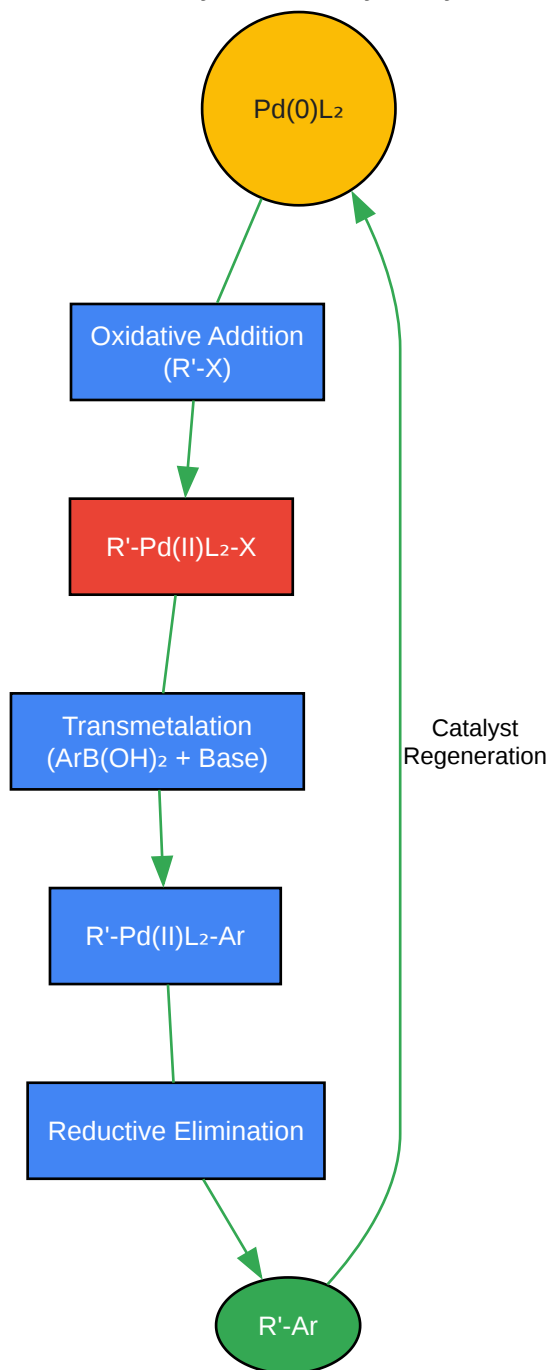 Pd(0)L₂
Oxidative Addition
(R'-X)
R'-Pd(II)L₂-X
Transmetalation
(ArB(OH)₂ + Base)
Catalyst
Regeneration
R'-Pd(II)L₂-Ar
Reductive Elimination
R'-Ar